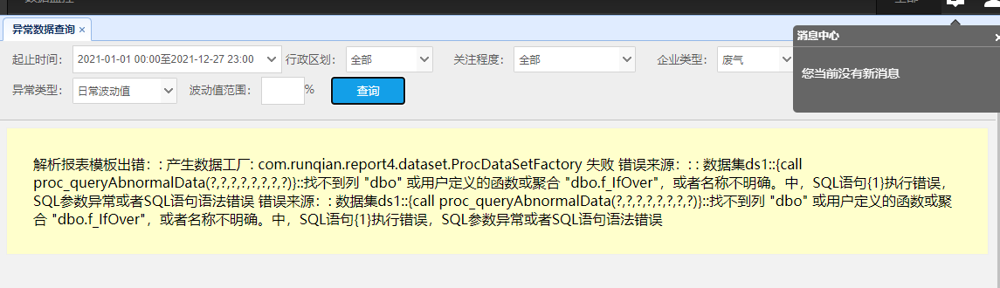 异常数据查询 ×
消息中心 ×
起止时间： 2021-01-01 00:00至2021-12-27 23:00 行政区划： 全部 关注程度： 全部 企业类型： 废气
您当前没有新消息
异常类型： 日常波动值 波动值范围： % 查询
解析报表模板出错：: 产生数据工厂: com.runqian.report4.dataset.ProcDataSetFactory 失败 错误来源：: : 数据集ds1::{call
proc_queryAbnormalData(?,?,?,?,?,?,?,?)}::找不到列 "dbo" 或用户定义的函数或聚合 "dbo.f_IfOver"，或者名称不明确。中，SQL语句{1}执行错误，
SQL参数异常或者SQL语句语法错误 错误来源：: 数据集ds1::{call proc_queryAbnormalData(?,?,?,?,?,?,?,?)}::找不到列 "dbo" 或用户定义的函数或聚
合 "dbo.f_IfOver"，或者名称不明确。中，SQL语句{1}执行错误，SQL参数异常或者SQL语句语法错误